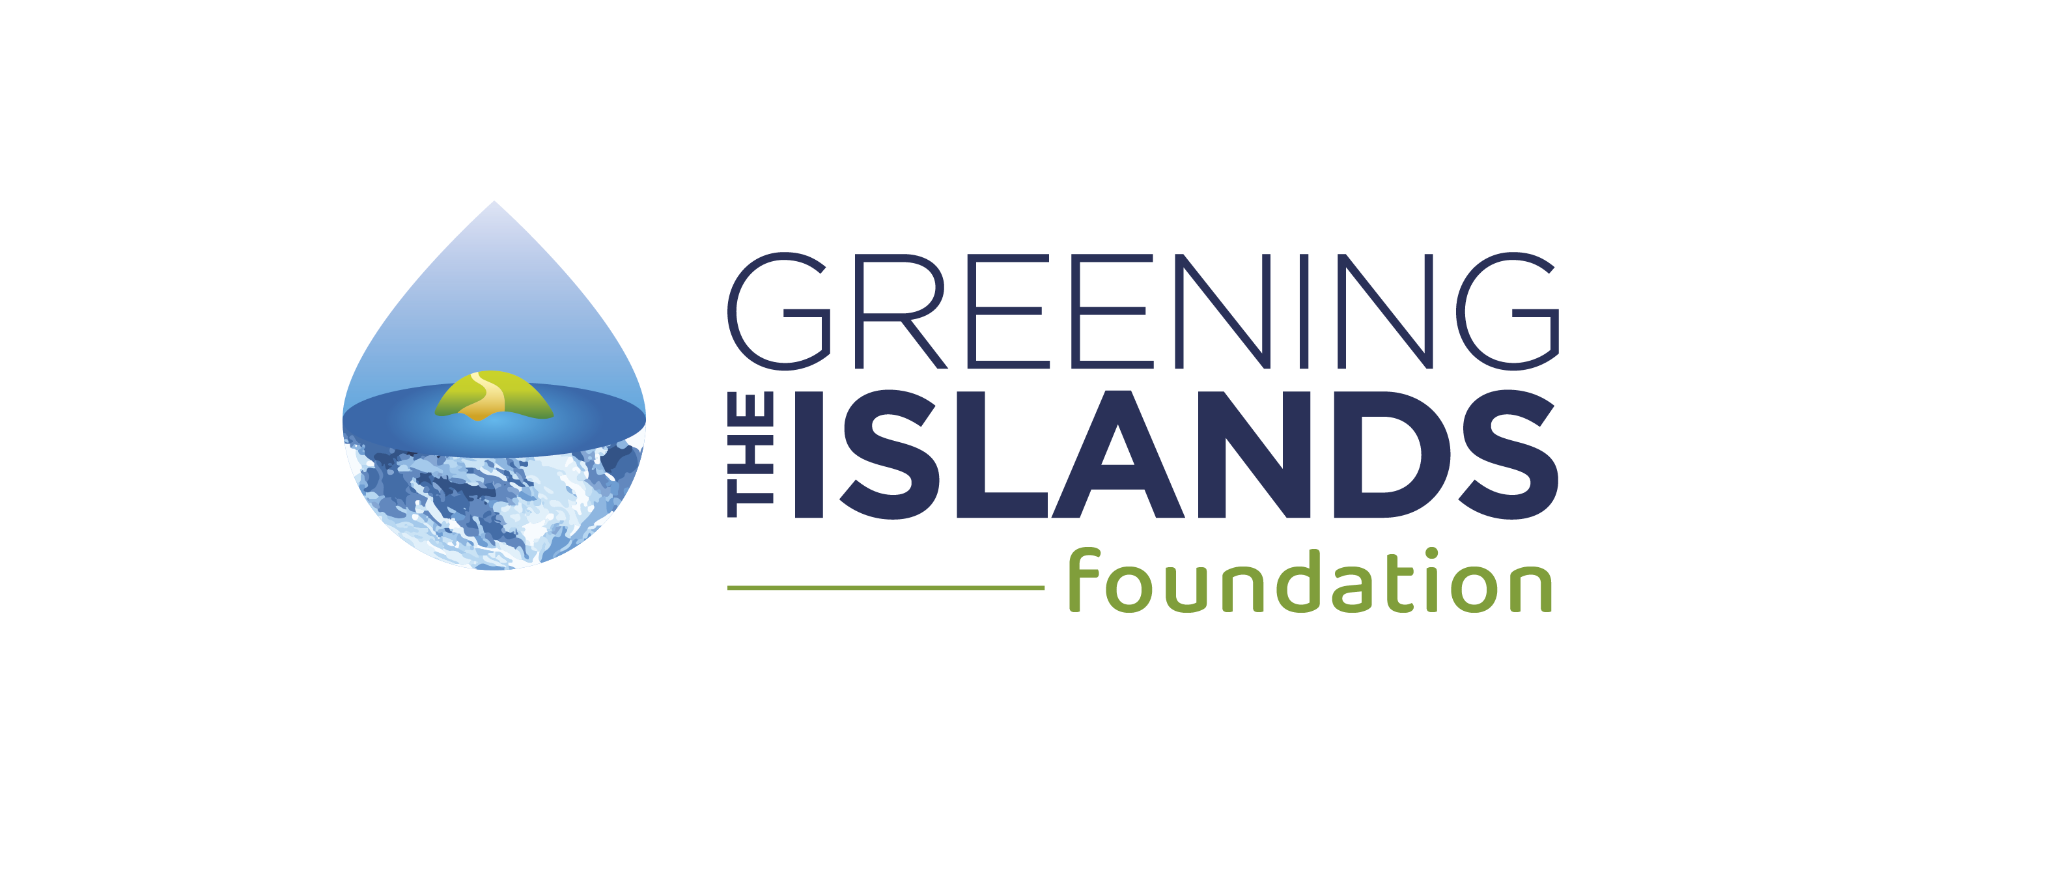 GREENING
THE ISLANDS
foundation